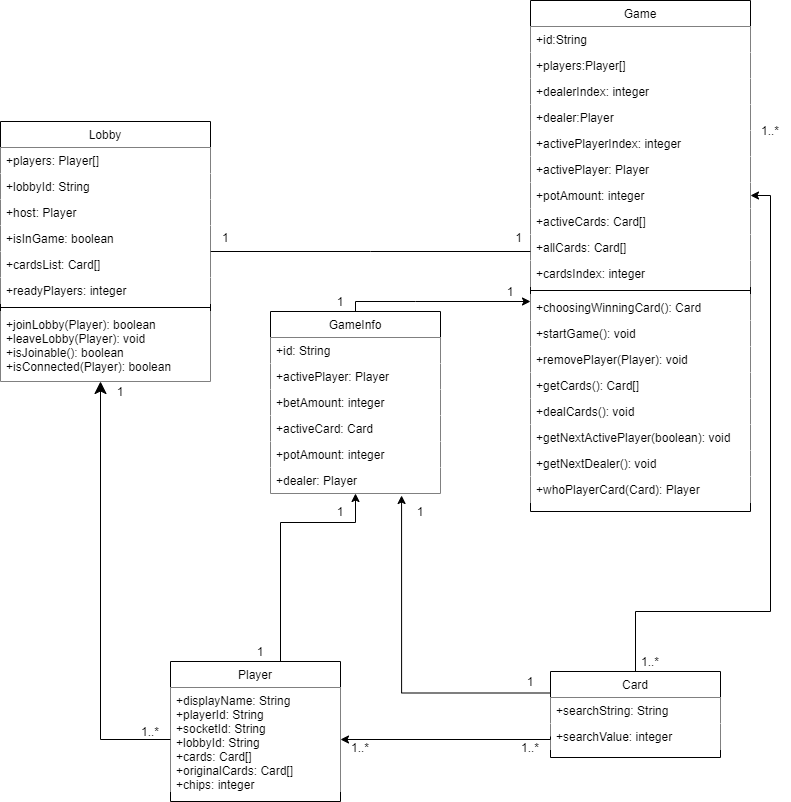 Game
+id:String
+players:Player[]
+dealerIndex: integer
+dealer:Player
+activePlayerIndex: integer
+activePlayer: Player
+potAmount: integer
+activeCards: Card[]
+allCards: Card[]
+cardsIndex: integer
+choosingWinningCard(): Card
+startGame(): void
+removePlayer(Player): void
+getCards(): Card[]
+dealCards(): void
+getNextActivePlayer(boolean): void
+getNextDealer(): void
+whoPlayerCard(Card): Player
1..*
Lobby
+players: Player[]
+lobbyId: String
+host: Player
+isInGame: boolean
+cardsList: Card[]
+readyPlayers: integer
+joinLobby(Player): boolean
+leaveLobby(Player): void
+isJoinable(): boolean
+isConnected(Player): boolean
1
1
1
1
1
GameInfo
+id: String
+activePlayer: Player
+betAmount: integer
+activeCard: Card
+potAmount: integer
+dealer: Player
1
1
1
1..*
Player
+displayName: String
+playerId: String
+socketId: String
+lobbyId: String
+cards: Card[]
+originalCards: Card[]
+chips: integer
1..*
1..*
1
1..*
Card
+searchString: String
+searchValue: integer